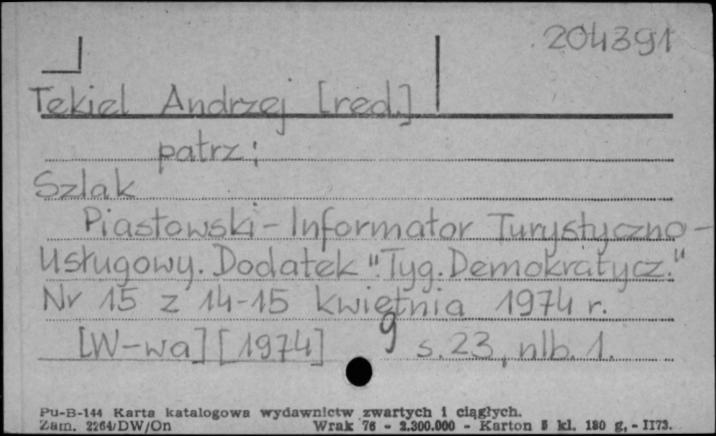 204391
Tekiel Andrzej [red.]
patrz:
Szlak
Piastowski - Informator Turystyczno-
Usługowy. Dodatek "Tyg. Demokratycz."
Nr 15 z 14-15 kwietnia 1974 r.
[W-wa] [1974] g s. 23, nlb. 1.
Pu-B-144 Karta katalogowa wydawnictw zwartych i ciągłych.
Zam. 2264/DW/On Wrak 76 - 2.300.000 - Karton 5 kl. 180 g, - II73.